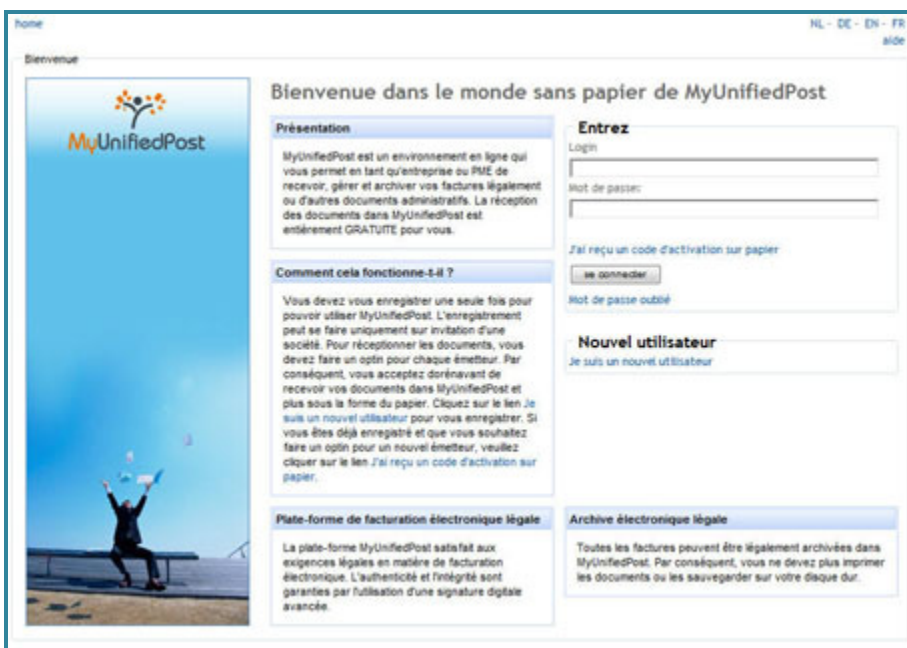 home
NL - DE - EN - FR
aide
Bienvenue
MyUnifiedPost
Bienvenue dans le monde sans papier de MyUnifiedPost
Présentation
MyUnifiedPost est un environnement en ligne qui
vous permet en tant qu'entreprise ou PME de
recevoir, gérer et archiver vos factures légalement
ou d'autres documents administratifs. La réception
des documents dans MyUnifiedPost est
entièrement GRATUITE pour vous.
Entrez
Login
Mot de passe:
J'ai reçu un code d'activation sur papier
se connecter
Mot de passe oublié
Comment cela fonctionne-t-il ?
Vous devez vous enregistrer une seule fois pour
pouvoir utiliser MyUnifiedPost. L'enregistrement
peut se faire uniquement sur invitation d'une
société. Pour réceptionner les documents, vous
devez faire un optin pour chaque émetteur. Par
conséquent, vous acceptez dorénavant de
recevoir vos documents dans MyUnifiedPost et
plus sous la forme du papier. Cliquez sur le lien Je
suis un nouvel utilisateur pour vous enregistrer. Si
vous êtes déjà enregistré et que vous souhaitez
faire un optin pour un nouvel émetteur, veuillez
cliquer sur le lien J'ai reçu un code d'activation sur
papier.
Nouvel utilisateur
Je suis un nouvel utilisateur
Plate-forme de facturation électronique légale
La plate-forme MyUnifiedPost satisfait aux
exigences légales en matière de facturation
électronique. L'authenticité et l'intégrité sont
garanties par l'utilisation d'une signature digitale
avancée.
Archive électronique légale
Toutes les factures peuvent être légalement archivées dans
MyUnifiedPost. Par conséquent, vous ne devez plus imprimer
les documents ou les sauvegarder sur votre disque dur.